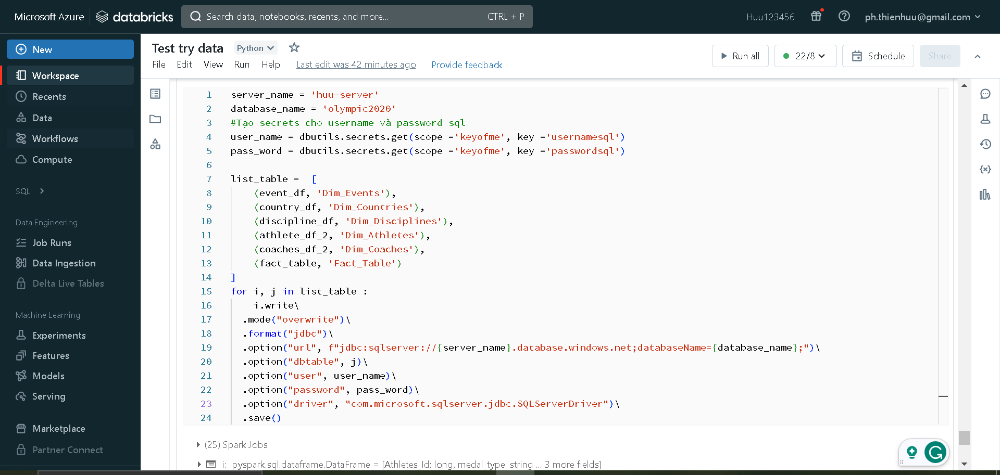 Microsoft Azure databricks Search data, notebooks, recents, and more... CTRL + P Huu123456 ph.thienhuu@gmail.com
New
Workspace
Recents
Data
Workflows
Compute
SQL
Data Engineering
Job Runs
Data Ingestion
Delta Live Tables
Machine Learning
Experiments
Features
Models
Serving
Marketplace
Partner Connect
Test try data Python
File Edit View Run Help Last edit was 42 minutes ago Provide feedback
Run all 22/8 Schedule Share
1 server_name = 'huu-server'
2 database_name = 'olympic2020'
3 #Tạo secrets cho username và password sql
4 user_name = dbutils.secrets.get(scope ='keyofme', key ='usernamesql')
5 pass_word = dbutils.secrets.get(scope ='keyofme', key ='passwordsql')
6
7 list_table =  [
8     (event_df, 'Dim_Events'),
9     (country_df, 'Dim_Countries'),
10     (discipline_df, 'Dim_Disciplines'),
11     (athlete_df_2, 'Dim_Athletes'),
12     (coaches_df_2, 'Dim_Coaches'),
13     (fact_table, 'Fact_Table')
14 ]
15 for i, j in list_table :
16     i.write\
17   .mode("overwrite")\
18   .format("jdbc")\
19   .option("url", f"jdbc:sqlserver://{server_name}.database.windows.net;databaseName={database_name};")\
20   .option("dbtable", j)\
21   .option("user", user_name)\
22   .option("password", pass_word)\
23   .option("driver", "com.microsoft.sqlserver.jdbc.SQLServerDriver")\
24   .save()
(25) Spark Jobs
i: pyspark.sql.dataframe.DataFrame = [Athletes_Id: long, medal_type: string ... 3 more fields]